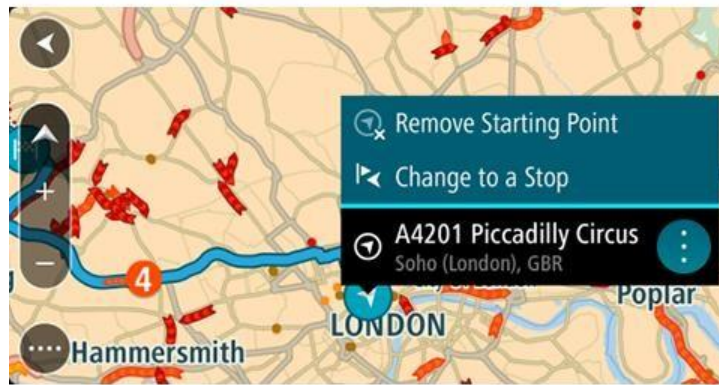 Remove Starting Point
Change to a Stop
A4201 Piccadilly Circus
Soho (London), GBR
4
Poplar
LONDON
Hammersmith